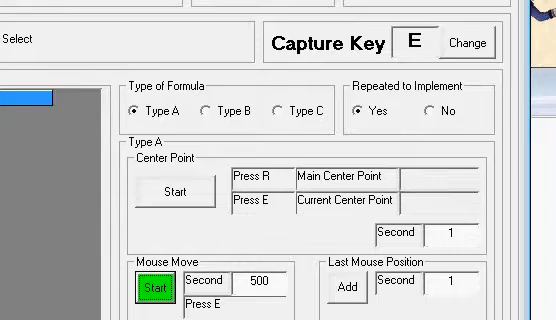 Select
Capture Key E Change
Type of Formula
Type A Type B Type C
Repeated to Implement
Yes No
Type A
Center Point
Start
Press R Main Center Point
Press E Current Center Point
Second 1
Mouse Move
Start Second 500
Press E
Last Mouse Position
Add Second 1